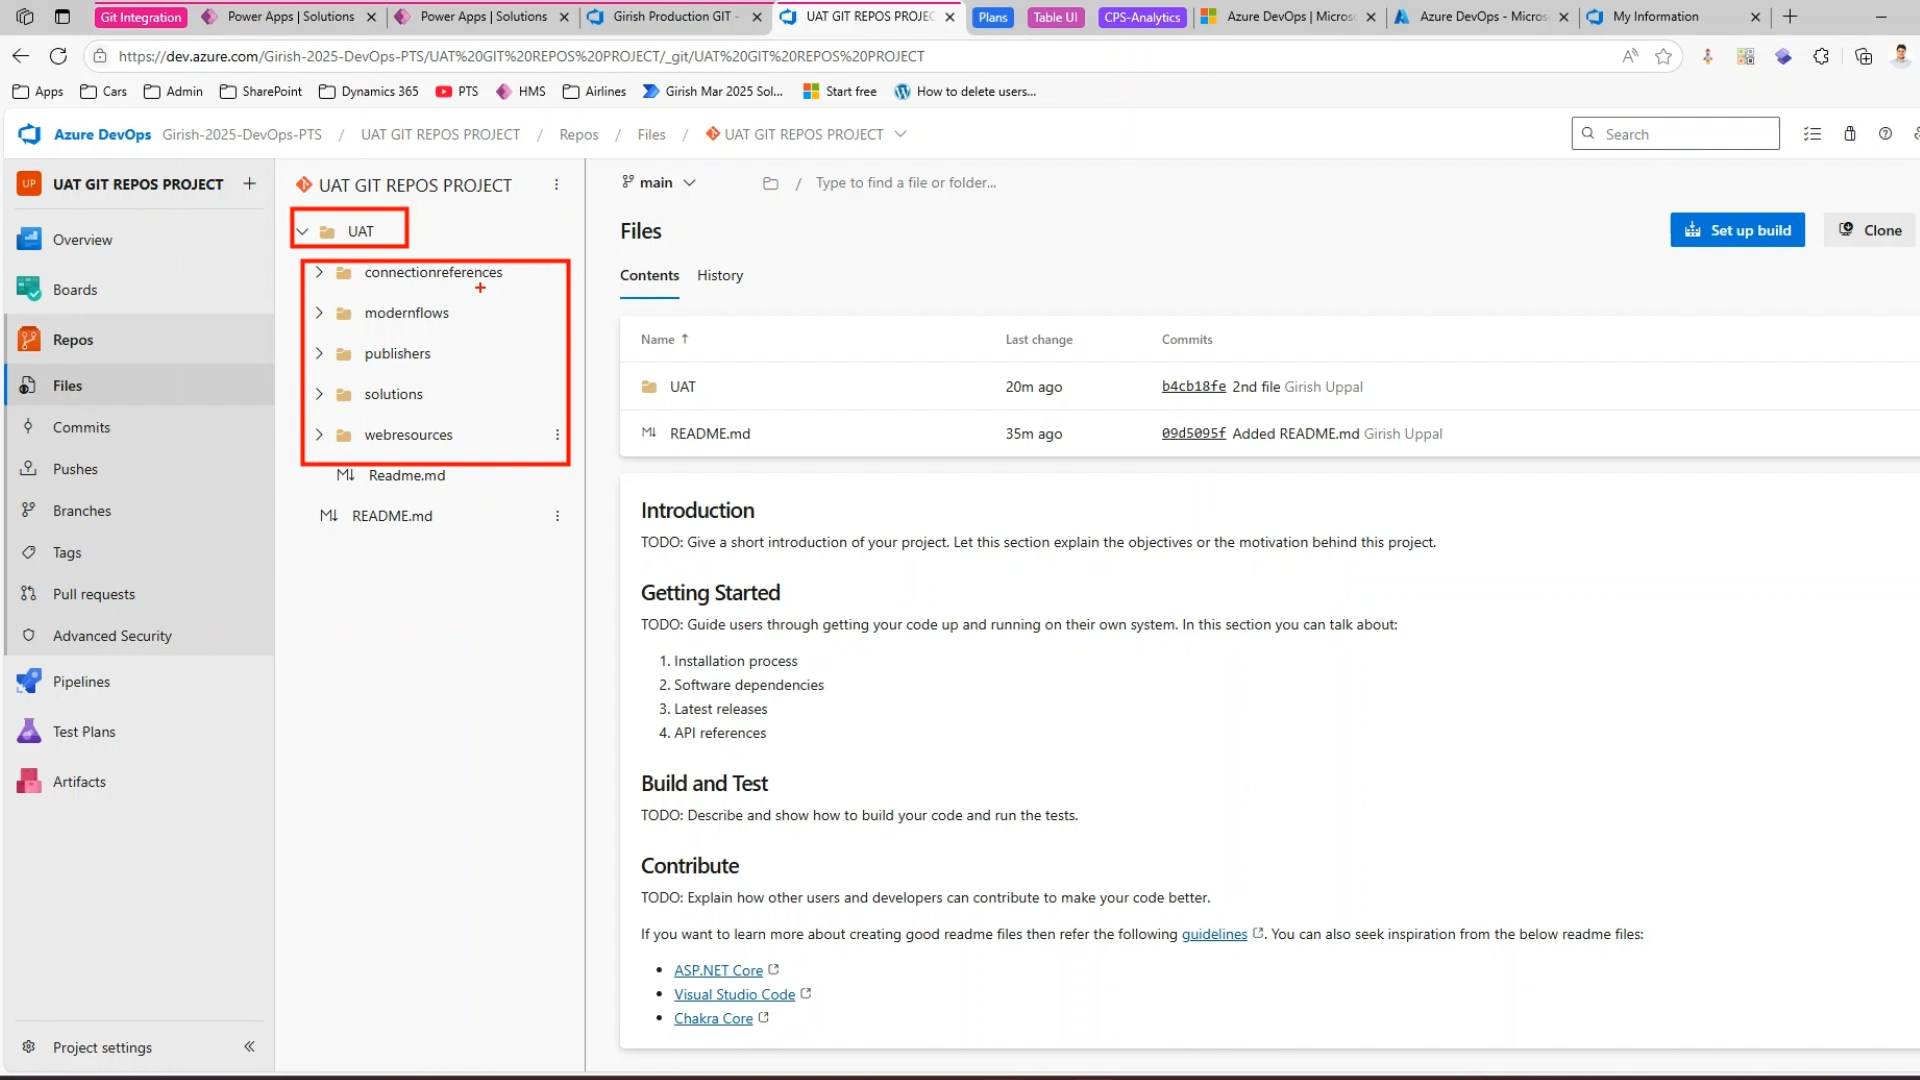 Git Integration
Power Apps | Solutions
Power Apps | Solutions
Girish Production GIT -
UAT GIT REPOS PROJEC
Plans
Table UI
CPS-Analytics
Azure DevOps | Micros
Azure DevOps - Micros
My Information
https://dev.azure.com/Girish-2025-DevOps-PTS/UAT%20GIT%20REPOS%20PROJECT/_git/UAT%20GIT%20REPOS%20PROJECT
Apps
Cars
Admin
SharePoint
Dynamics 365
PTS
HMS
Airlines
Girish Mar 2025 Sol...
Start free
How to delete users...
Azure DevOps Girish-2025-DevOps-PTS / UAT GIT REPOS PROJECT / Repos / Files / UAT GIT REPOS PROJECT
Search
UP UAT GIT REPOS PROJECT
Overview
Boards
Repos
Files
Commits
Pushes
Branches
Tags
Pull requests
Advanced Security
Pipelines
Test Plans
Artifacts
Project settings
UAT GIT REPOS PROJECT
UAT
connectionreferences
modernflows
publishers
solutions
webresources
M↓ Readme.md
M↓ README.md
main
/ Type to find a file or folder...
Files
Set up build
Clone
Contents
History
Name ↑ Last change Commits
UAT 20m ago b4cb18fe 2nd file Girish Uppal
M↓ README.md 35m ago 09d5095f Added README.md Girish Uppal
Introduction
TODO: Give a short introduction of your project. Let this section explain the objectives or the motivation behind this project.
Getting Started
TODO: Guide users through getting your code up and running on their own system. In this section you can talk about:
1. Installation process
2. Software dependencies
3. Latest releases
4. API references
Build and Test
TODO: Describe and show how to build your code and run the tests.
Contribute
TODO: Explain how other users and developers can contribute to make your code better.
If you want to learn more about creating good readme files then refer the following guidelines. You can also seek inspiration from the below readme files:
• ASP.NET Core
• Visual Studio Code
• Chakra Core